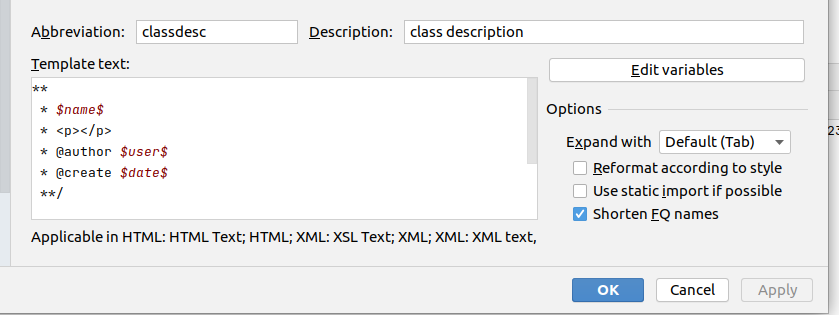 Abbreviation: classdesc Description: class description
Template text:
**
* $name$
* <p></p>
* @author $user$
* @create $date$
**/
Edit variables
Options
Expand with Default (Tab)
Reformat according to style
Use static import if possible
Shorten FQ names
Applicable in HTML: HTML Text; HTML; XML: XSL Text; XML; XML: XML text,
OK Cancel Apply
23